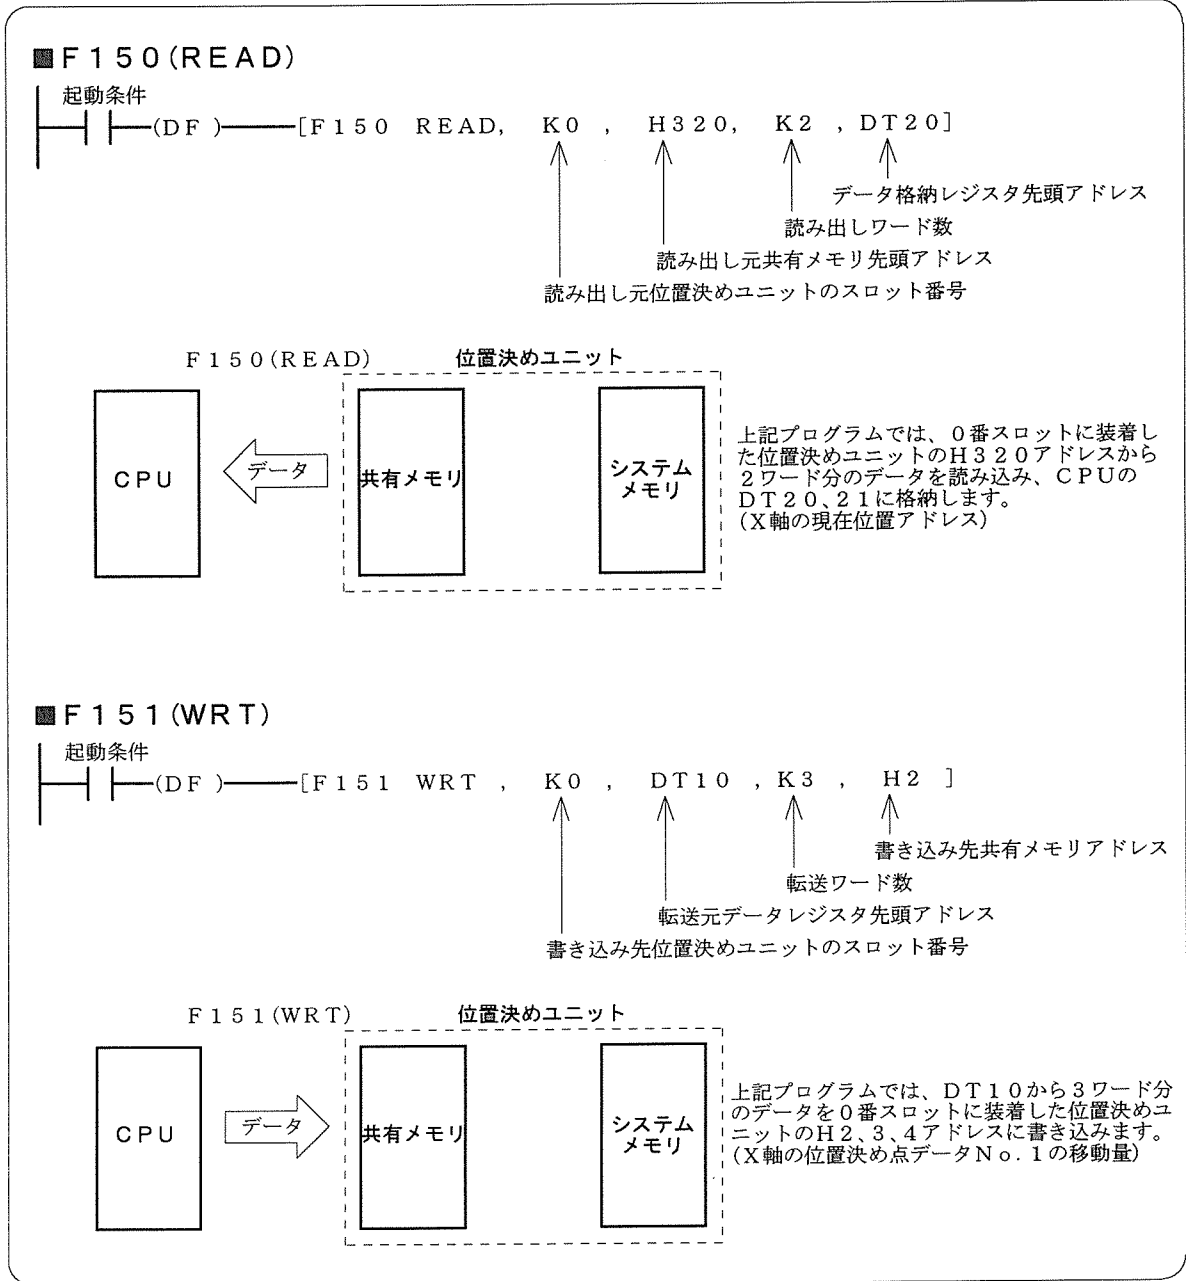 ■F150(READ)
起動条件
(DF)[F150 READ, K0 , H320, K2 , DT20]
データ格納レジスタ先頭アドレス
読み出しワード数
読み出し元共有メモリ先頭アドレス
読み出し元位置決めユニットのスロット番号
F150(READ) 位置決めユニット
CPU
データ
共有メモリ
システム
メモリ
上記プログラムでは、0番スロットに装着し
た位置決めユニットのH320アドレスから
2ワード分のデータを読み込み、CPUの
DT20、21に格納します。
(X軸の現在位置アドレス)
■F151(WRT)
起動条件
(DF)[F151 WRT , K0 , DT10 , K3 , H2 ]
書き込み先共有メモリアドレス
転送ワード数
転送元データレジスタ先頭アドレス
書き込み先位置決めユニットのスロット番号
F151(WRT) 位置決めユニット
CPU
データ
共有メモリ
システム
メモリ
上記プログラムでは、DT10から3ワード分
のデータを0番スロットに装着した位置決めユ
ニットのH2、3、4アドレスに書き込みます。
(X軸の位置決め点データNo.1の移動量)